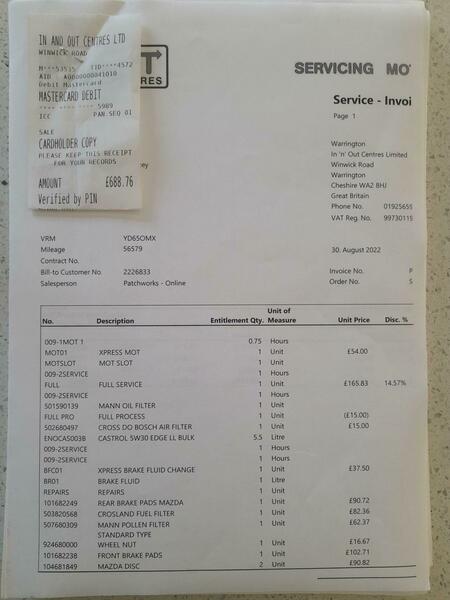 IN AND OUT CENTRES LTD
WINWICK ROAD
M***53535 TID****4572
AID A0000000041010
Debit Mastercard
MASTERCARD DEBIT
**** **** **** 5989
ICC PAN.SEQ 01
SALE
CARDHOLDER COPY
PLEASE KEEP THIS RECEIPT
FOR YOUR RECORDS
AMOUNT £688.76
Verified by PIN
T
RES
SERVICING MO
Service - Invoi
Page 1
Warrington
In 'n' Out Centres Limited
Winwick Road
Warrington
Cheshire WA2 8HJ
Great Britain
Phone No. 01925655
VAT Reg. No. 99730119
VRM YD65OMX
Mileage 56579
Contract No.
Bill-to Customer No. 2226833
Salesperson Patchworks - Online
30. August 2022
Invoice No. P
Order No. S
No. Description Entitlement Qty. Unit of Measure Unit Price Disc. %
009-1MOT 1 0.75 Hours
MOT01 XPRESS MOT 1 Unit £54.00
MOTSLOT MOT SLOT 1 Unit
009-2SERVICE 1 Hours
FULL FULL SERVICE 1 Unit £165.83 14.57%
009-2SERVICE 1 Hours
501590139 MANN OIL FILTER 1 Unit
FULL PRO FULL PROCESS 1 Unit (£15.00)
502680497 CROSS DO BOSCH AIR FILTER 1 Unit £15.00
ENOCAS003B CASTROL 5W30 EDGE LL BULK 5.5 Litre
009-2SERVICE 1 Hours
009-2SERVICE 1 Hours
BFC01 XPRESS BRAKE FLUID CHANGE 1 Unit £37.50
BR01 BRAKE FLUID 1 Litre
REPAIRS REPAIRS 1 Unit
101682249 REAR BRAKE PADS MAZDA 1 Unit £90.72
503820568 CROSLAND FUEL FILTER 1 Unit £82.36
507680309 MANN POLLEN FILTER 1 Unit £62.37
STANDARD TYPE
924680000 WHEEL NUT 1 Unit £16.67
101682238 FRONT BRAKE PADS 1 Unit £102.71
104681849 MAZDA DISC 2 Unit £90.82